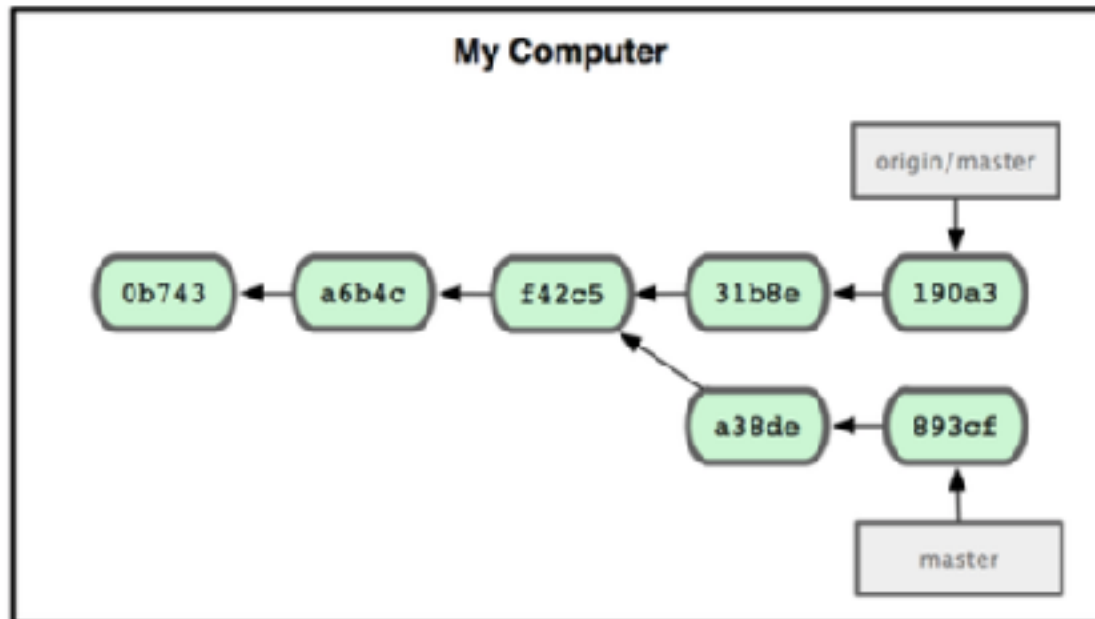 My Computer
origin/master
0b743 a6b4c f42c5 31b8e 190a3
a38de 893cf
master